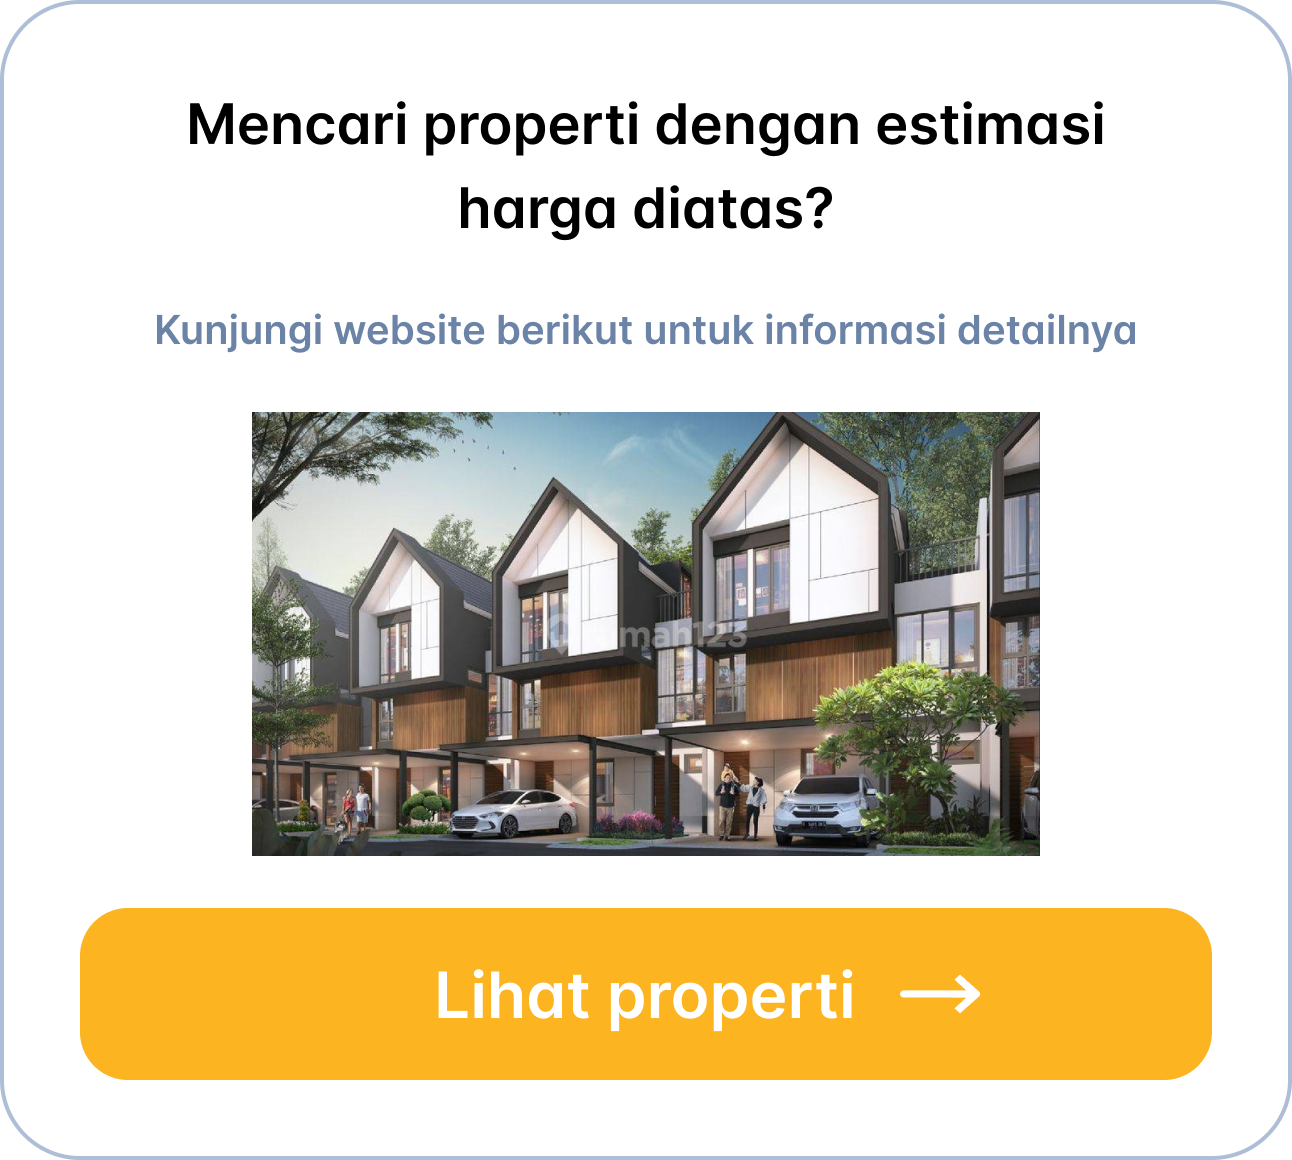 Mencari properti dengan estimasi
harga diatas?
Kunjungi website berikut untuk informasi detailnya
rumah123
Lihat properti